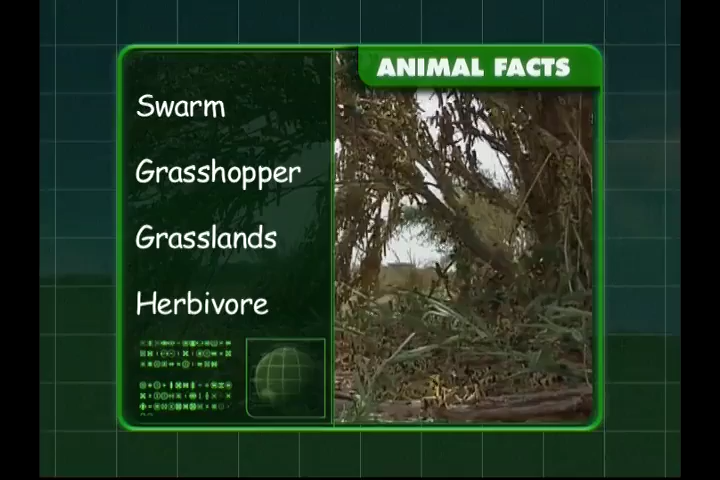 ANIMAL FACTS
Swarm
Grasshopper
Grasslands
Herbivore